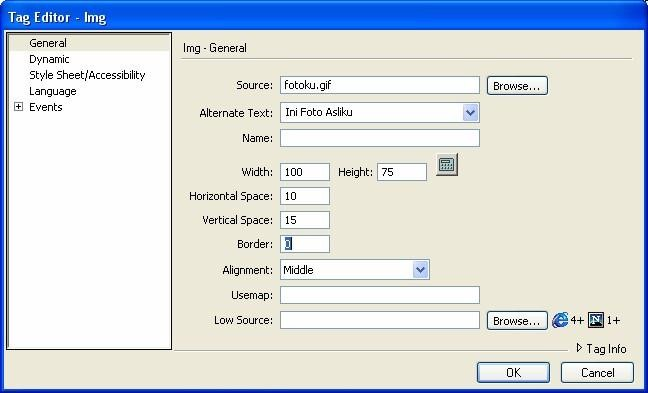 Tag Editor - Img
General
Dynamic
Style Sheet/Accessibility
Language
Events
Img - General
Source: fotoku.gif Browse...
Alternate Text: Ini Foto Asliku
Name:
Width: 100 Height: 75
Horizontal Space: 10
Vertical Space: 15
Border: 0
Alignment: Middle
Usemap:
Low Source: Browse... 4+ N 1+
Tag Info
OK Cancel